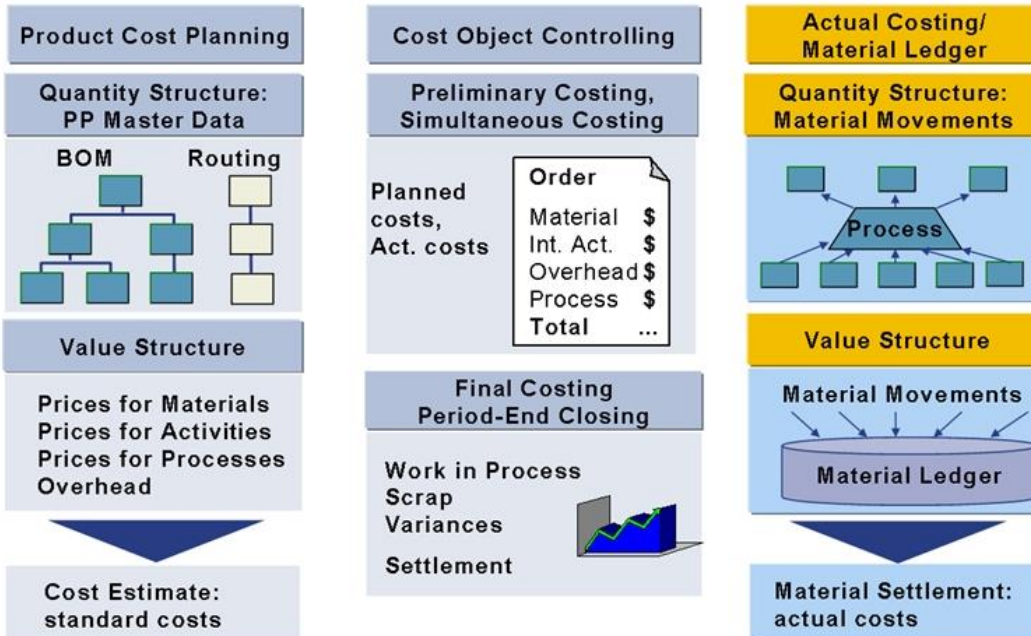 Product Cost Planning
Quantity Structure:
PP Master Data
BOM
Routing
Value Structure
Prices for Materials
Prices for Activities
Prices for Processes
Overhead
Cost Estimate:
standard costs
Cost Object Controlling
Preliminary Costing,
Simultaneous Costing
Planned
costs,
Act. costs
Order
Material $
Int. Act. $
Overhead $
Process $
Total ...
Final Costing
Period-End Closing
Work in Process
Scrap
Variances
Settlement
Actual Costing/
Material Ledger
Quantity Structure:
Material Movements
Process
Value Structure
Material Movements
Material Ledger
Material Settlement:
actual costs